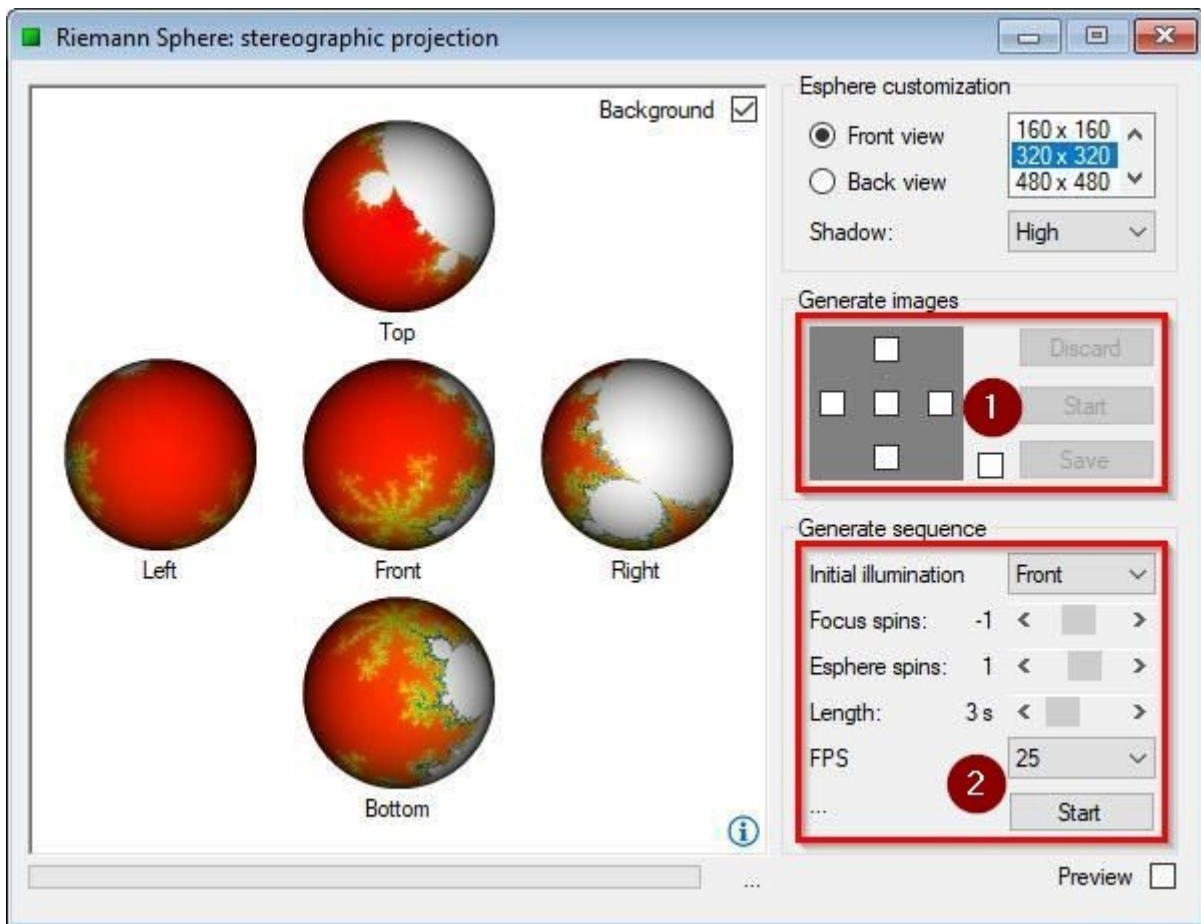 Riemann Sphere: stereographic projection
Background
Top
Left
Front
Right
Bottom
...
Esphere customization
Front view
Back view
160 x 160
320 x 320
480 x 480
Shadow:
High
Generate images
Discard
1
Start
Save
Generate sequence
Initial illumination Front
Focus spins: -1
Esphere spins: 1
Length: 3 s
FPS 25
2
... Start
Preview